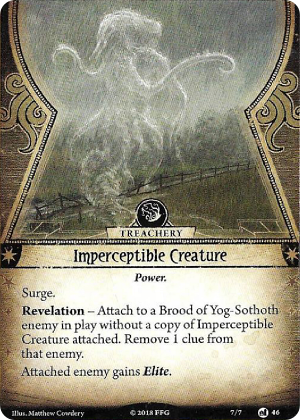 TREACHERY
Imperceptible Creature
Power.
Surge.
Revelation – Attach to a Brood of Yog-Sothoth
enemy in play without a copy of Imperceptible
Creature attached. Remove 1 clue from
that enemy.
Attached enemy gains Elite.
Illus. Matthew Cowdery
© 2018 FFG
7/7
46